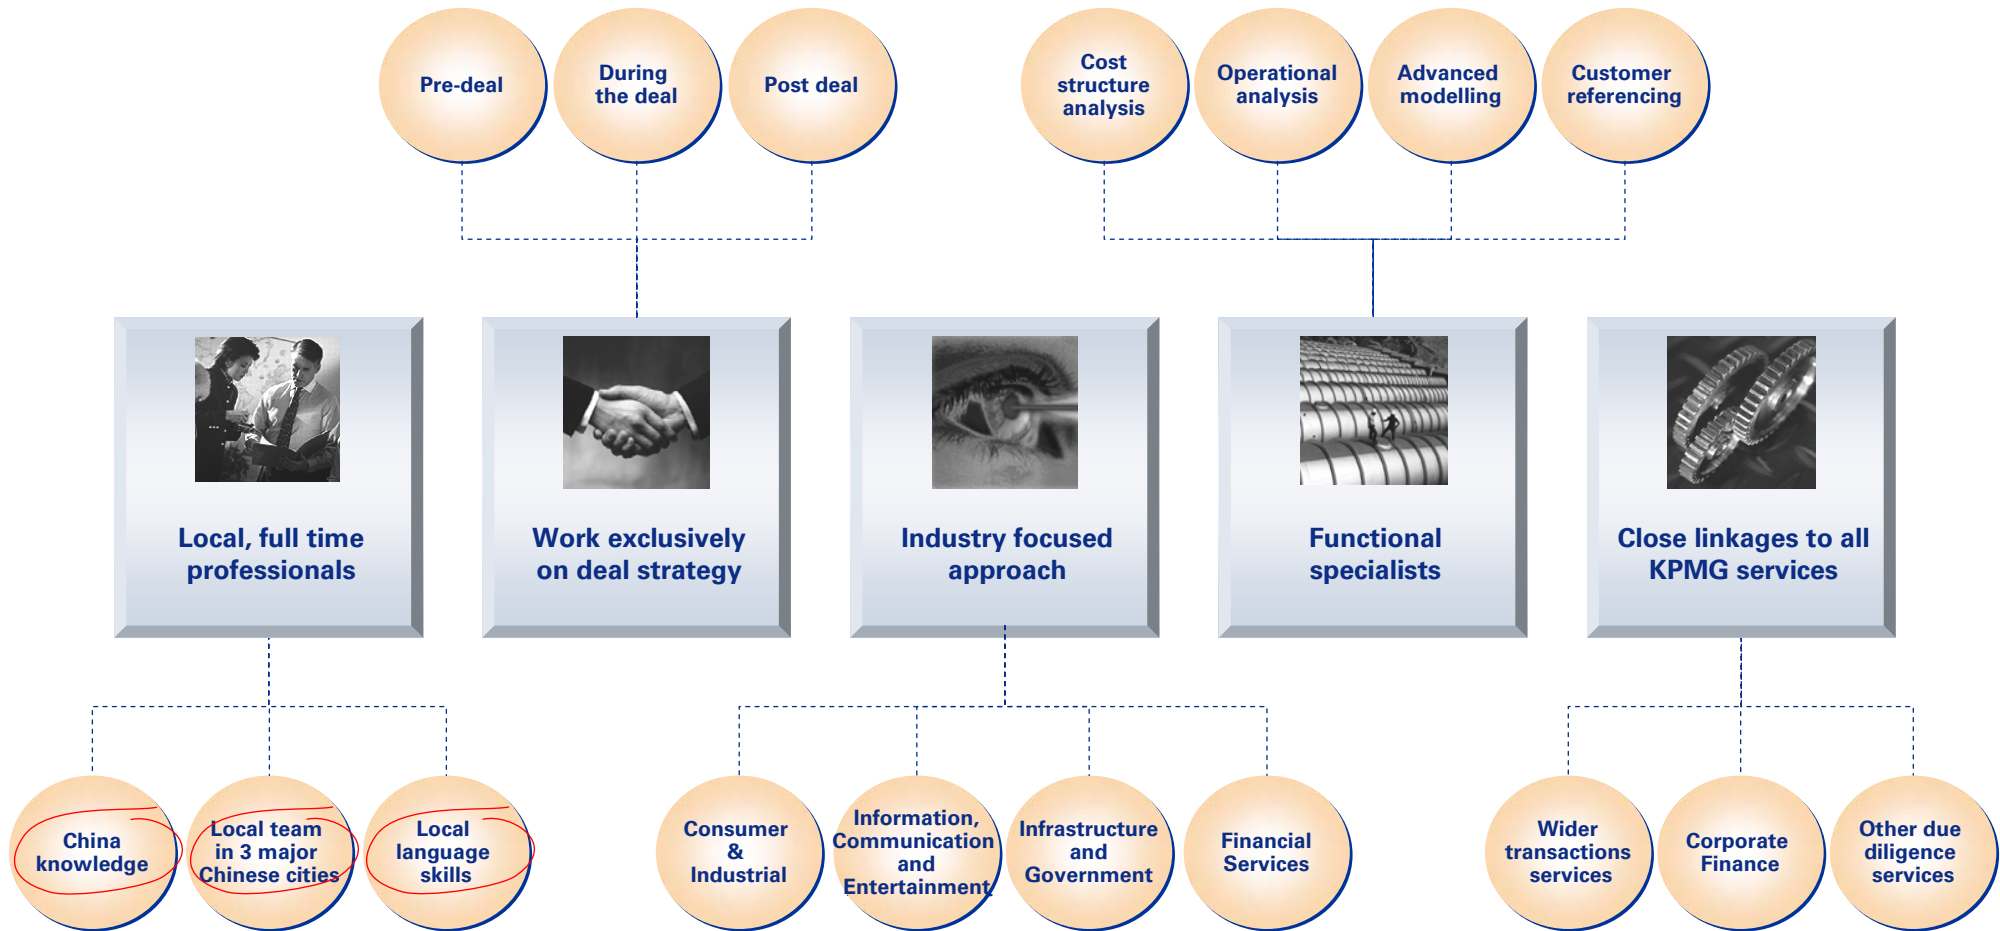 Pre-deal
During
the deal
Post deal
Cost
structure
analysis
Operational
analysis
Advanced
modelling
Customer
referencing
Local, full time
professionals
Work exclusively
on deal strategy
Industry focused
approach
Functional
specialists
Close linkages to all
KPMG services
China
knowledge
Local team
in 3 major
Chinese cities
Local
language
skills
Consumer
&
Industrial
Information,
Communication
and
Entertainment
Infrastructure
and
Government
Financial
Services
Wider
transactions
services
Corporate
Finance
Other due
diligence
services